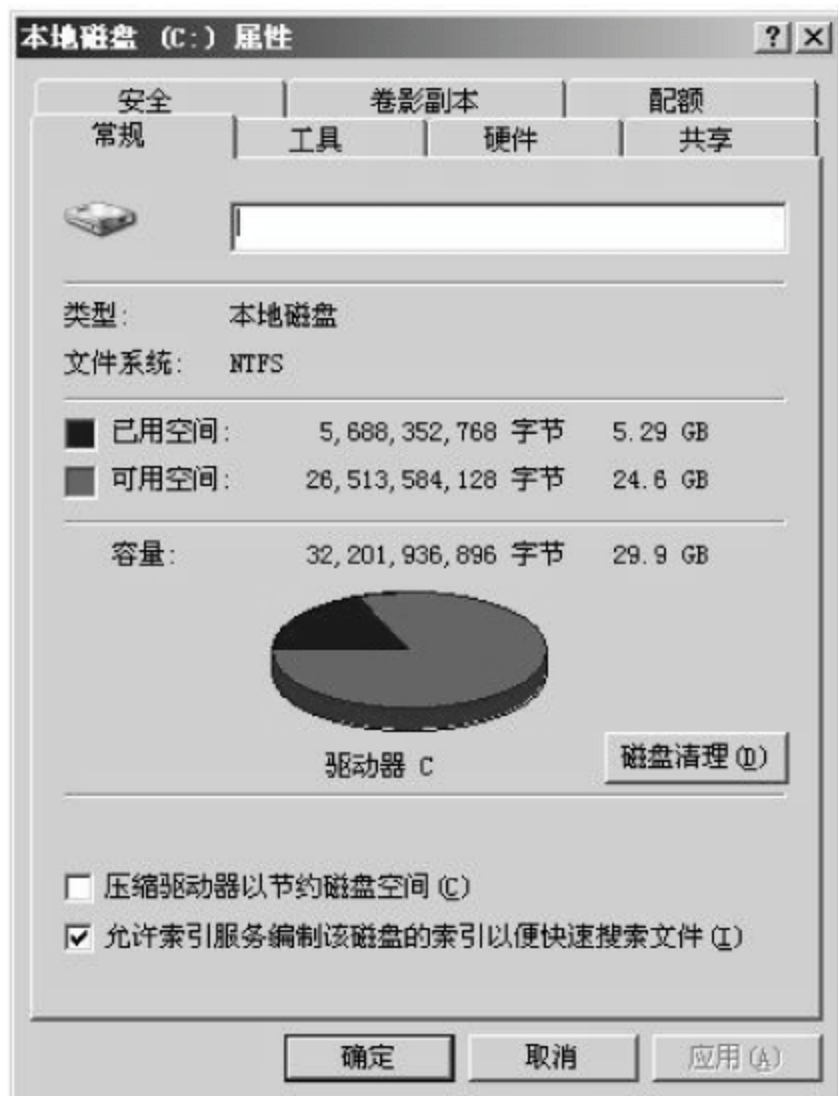 本地磁盘 (C:) 属性
安全 卷影副本 配额
常规 工具 硬件 共享
类型: 本地磁盘
文件系统: NTFS
已用空间: 5,688,352,768 字节 5.29 GB
可用空间: 26,513,584,128 字节 24.6 GB
容量: 32,201,936,896 字节 29.9 GB
驱动器 C
磁盘清理(D)
压缩驱动器以节约磁盘空间(C)
允许索引服务编制该磁盘的索引以便快速搜索文件(I)
确定 取消 应用(A)